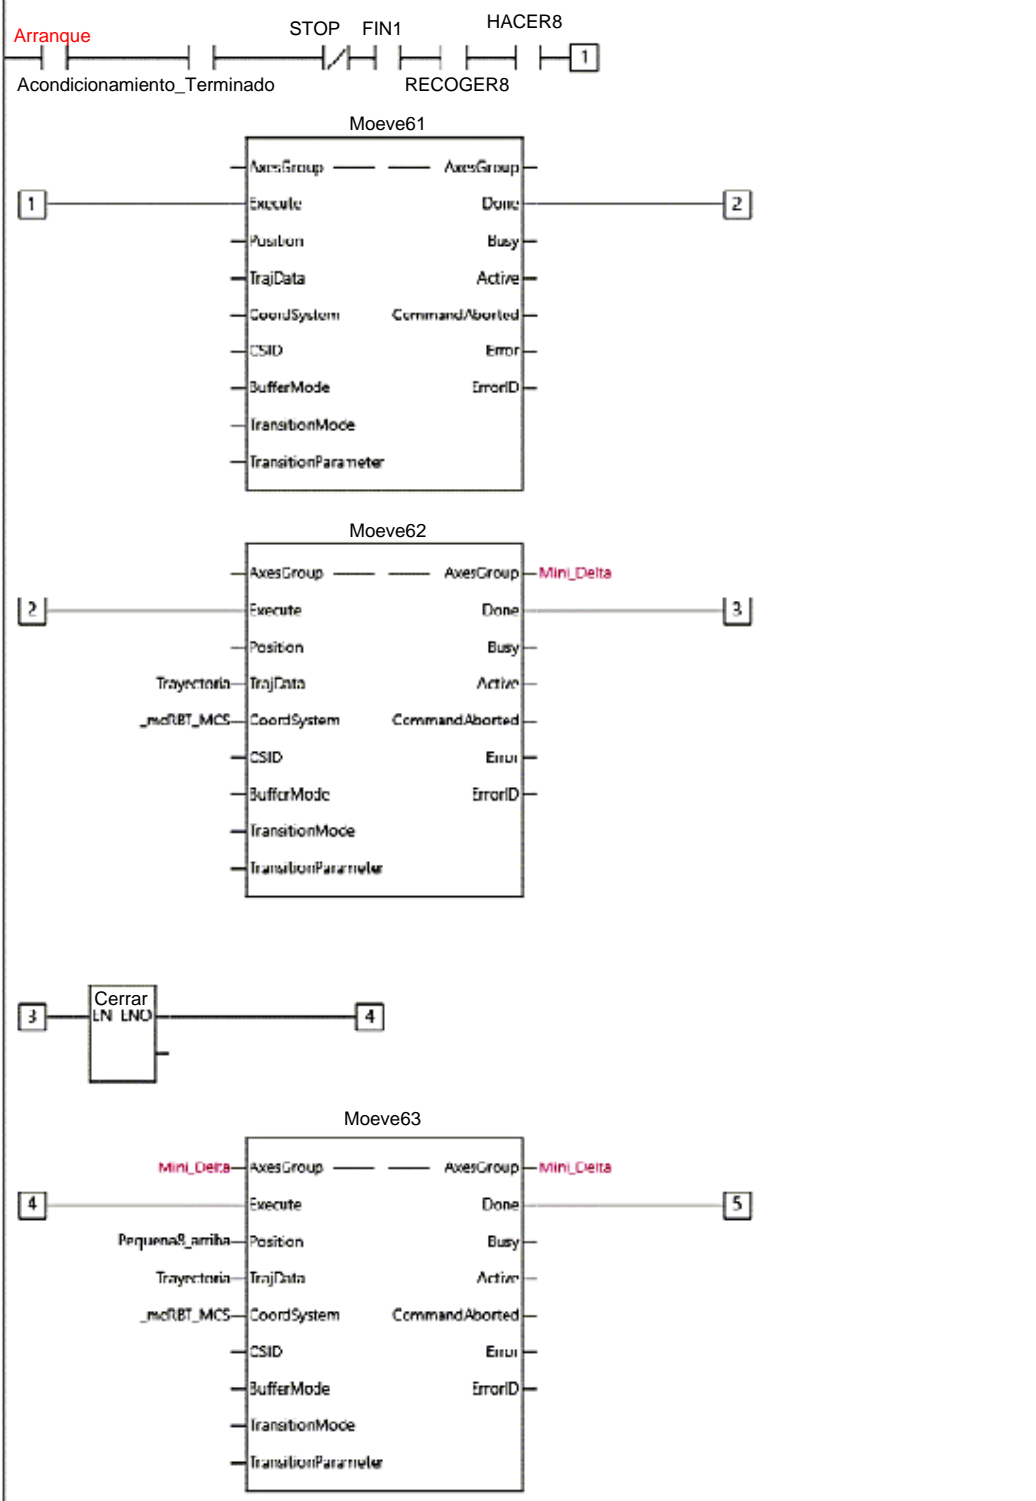 Arranque STOP FIN1 HACER8
1
Acondicionamiento_Terminado RECOGER8
Moeve61
AxesGroup AxesGroup
1 Execute Done 2
Position Busy
TrajData Active
CoordSystem CommandAborted
CSID Error
BufferMode ErrorID
TransitionMode
TransitionParameter
Moeve62
AxesGroup AxesGroup Mini_Delta
2 Execute Done 3
Position Busy
Trayectoria TrajData Active
_mcRBT_MCS CoordSystem CommandAborted
CSID Error
BufferMode ErrorID
TransitionMode
TransitionParameter
Cerrar
3 EN ENO 4
Moeve63
Mini_Delta AxesGroup AxesGroup Mini_Delta
4 Execute Done 5
Pequena8_arriba Position Busy
Trayectoria TrajData Active
_mcRBT_MCS CoordSystem CommandAborted
CSID Error
BufferMode ErrorID
TransitionMode
TransitionParameter